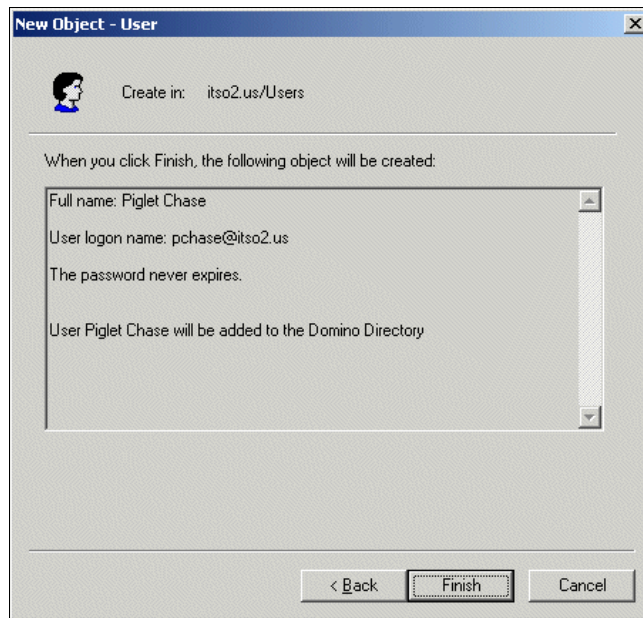 New Object - User
Create in: itso2.us/Users
When you click Finish, the following object will be created:
Full name: Piglet Chase
User logon name: pchase@itso2.us
The password never expires.
User Piglet Chase will be added to the Domino Directory
< Back
Finish
Cancel